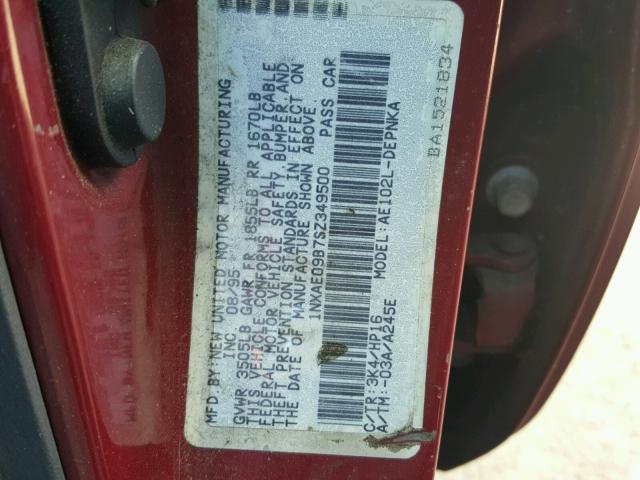 MFD.BY:NEW UNITED MOTOR MANUFACTURING
INC 08/95
GVWR 3505LB GAWR FR 1855LB RR 1670LB
THIS VEHICLE CONFORMS TO ALL APPLICABLE
FEDERAL MOTOR VEHICLE SAFETY,BUMPER,AND
THEFT PREVENTION STANDARDS IN EFFECT ON
THE DATE OF MANUFACTURE SHOWN ABOVE.
1NXAE09B7SZ349500 PASS CAR
C/TR:3K4/HP16 MODEL:AE102L-DEPNKA
A/TM:-03A/A245E
BA1521834